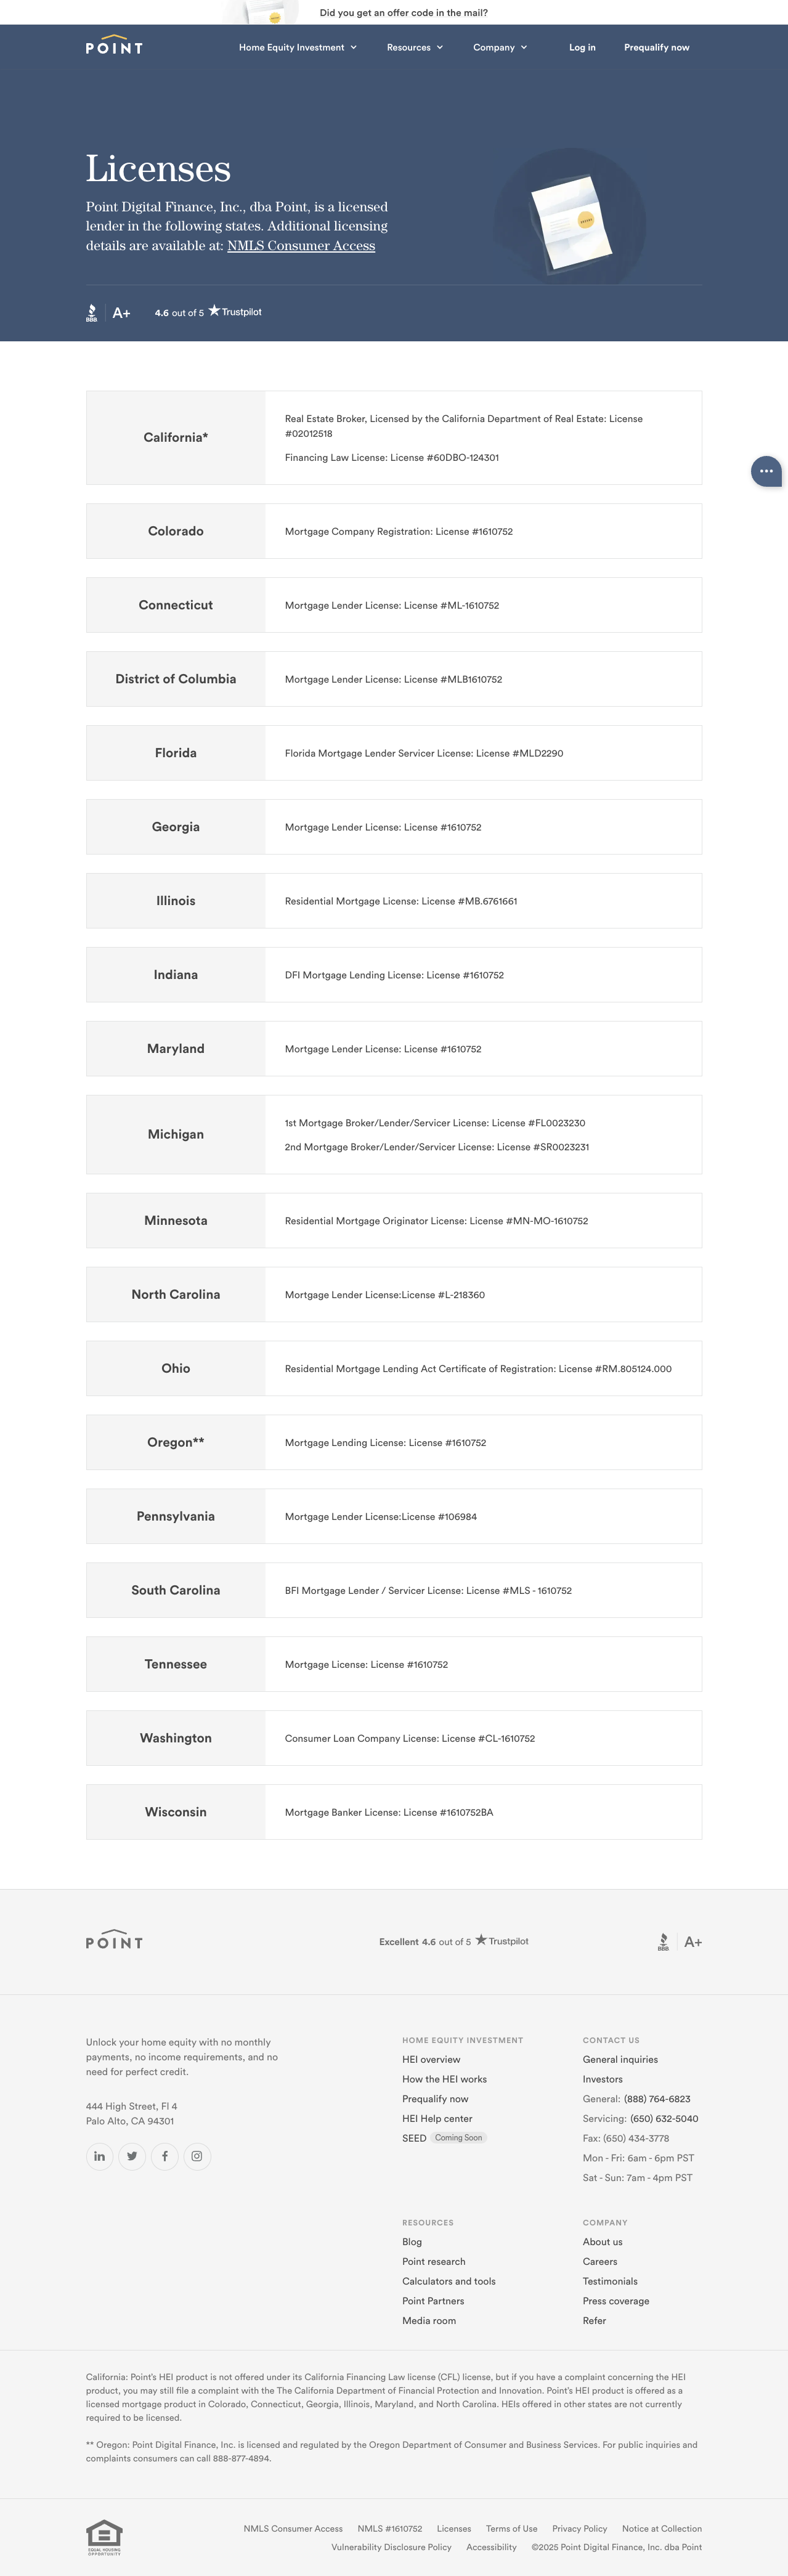 Did you get an offer code in the mail?
POINT
Home Equity Investment
Resources
Company
Log in
Prequalify now
Licenses
Point Digital Finance, Inc., dba Point, is a licensed
lender in the following states. Additional licensing
details are available at: NMLS Consumer Access
BBB
A+
4.6 out of 5 Trustpilot
California*
Real Estate Broker, Licensed by the California Department of Real Estate: License
#02012518
Financing Law License: License #60DBO-124301
Colorado
Mortgage Company Registration: License #1610752
Connecticut
Mortgage Lender License: License #ML-1610752
District of Columbia
Mortgage Lender License: License #MLB1610752
Florida
Florida Mortgage Lender Servicer License: License #MLD2290
Georgia
Mortgage Lender License: License #1610752
Illinois
Residential Mortgage License: License #MB.6761661
Indiana
DFI Mortgage Lending License: License #1610752
Maryland
Mortgage Lender License: License #1610752
Michigan
1st Mortgage Broker/Lender/Servicer License: License #FL0023230
2nd Mortgage Broker/Lender/Servicer License: License #SR0023231
Minnesota
Residential Mortgage Originator License: License #MN-MO-1610752
North Carolina
Mortgage Lender License:License #L-218360
Ohio
Residential Mortgage Lending Act Certificate of Registration: License #RM.805124.000
Oregon**
Mortgage Lending License: License #1610752
Pennsylvania
Mortgage Lender License:License #106984
South Carolina
BFI Mortgage Lender / Servicer License: License #MLS - 1610752
Tennessee
Mortgage License: License #1610752
Washington
Consumer Loan Company License: License #CL-1610752
Wisconsin
Mortgage Banker License: License #1610752BA
POINT
Excellent 4.6 out of 5 Trustpilot
BBB
A+
Unlock your home equity with no monthly
payments, no income requirements, and no
need for perfect credit.
444 High Street, Fl 4
Palo Alto, CA 94301
HOME EQUITY INVESTMENT
HEI overview
How the HEI works
Prequalify now
HEI Help center
SEED Coming Soon
CONTACT US
General inquiries
Investors
General: (888) 764-6823
Servicing: (650) 632-5040
Fax: (650) 434-3778
Mon - Fri: 6am - 6pm PST
Sat - Sun: 7am - 4pm PST
RESOURCES
Blog
Point research
Calculators and tools
Point Partners
Media room
COMPANY
About us
Careers
Testimonials
Press coverage
Refer
California: Point's HEI product is not offered under its California Financing Law license (CFL) license, but if you have a complaint concerning the HEI
product, you may still file a complaint with the The California Department of Financial Protection and Innovation. Point's HEI product is offered as a
licensed mortgage product in Colorado, Connecticut, Georgia, Illinois, Maryland, and North Carolina. HEIs offered in other states are not currently
required to be licensed.
** Oregon: Point Digital Finance, Inc. is licensed and regulated by the Oregon Department of Consumer and Business Services. For public inquiries and
complaints consumers can call 888-877-4894.
EQUAL HOUSING
OPPORTUNITY
NMLS Consumer Access
NMLS #1610752
Licenses
Terms of Use
Privacy Policy
Notice at Collection
Vulnerability Disclosure Policy
Accessibility
©2025 Point Digital Finance, Inc. dba Point